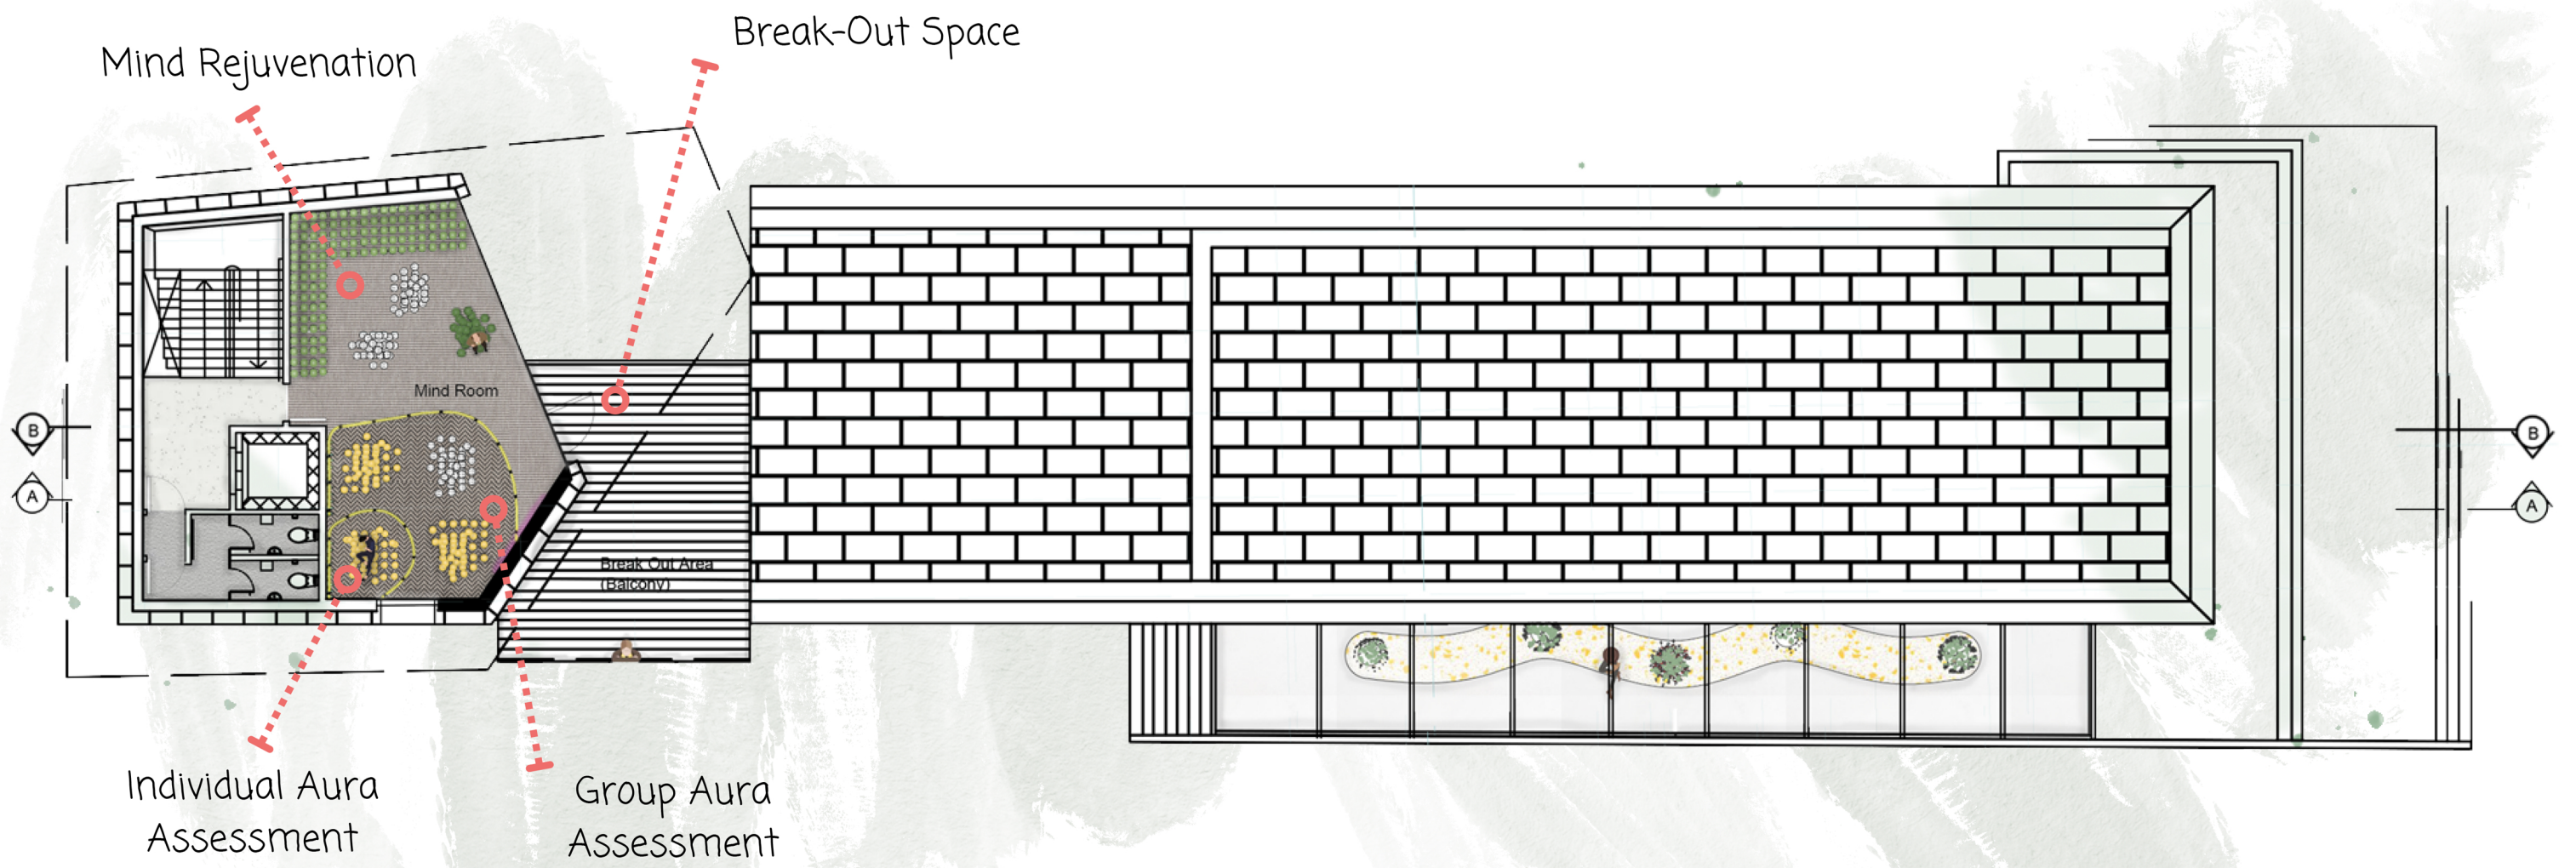 Break-Out Space
Mind Rejuvenation
Mind Room
B
B
A
A
Break Out Area
(Balcony)
Individual Aura
Assessment
Group Aura
Assessment